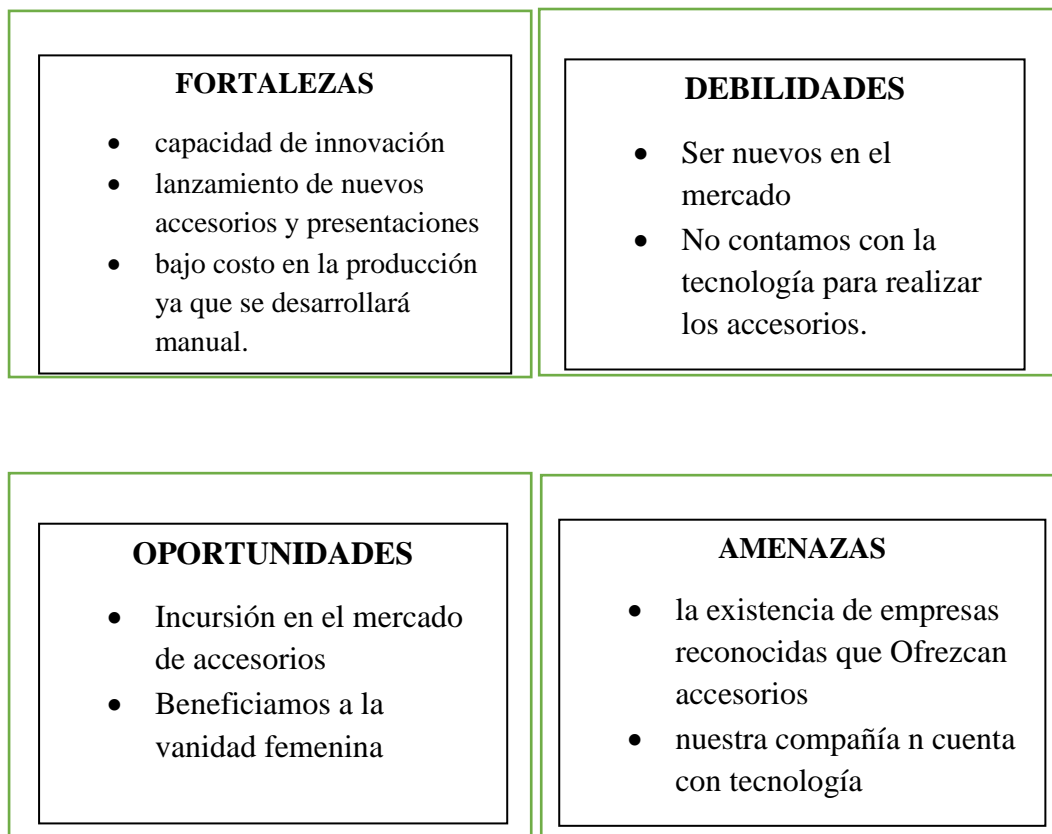 FORTALEZAS
• capacidad de innovación
• lanzamiento de nuevos
accesorios y presentaciones
• bajo costo en la producción
ya que se desarrollará
manual.
DEBILIDADES
• Ser nuevos en el
mercado
• No contamos con la
tecnología para realizar
los accesorios.
OPORTUNIDADES
• Incursión en el mercado
de accesorios
• Beneficiamos a la
vanidad femenina
AMENAZAS
• la existencia de empresas
reconocidas que Ofrezcan
accesorios
• nuestra compañía n cuenta
con tecnología